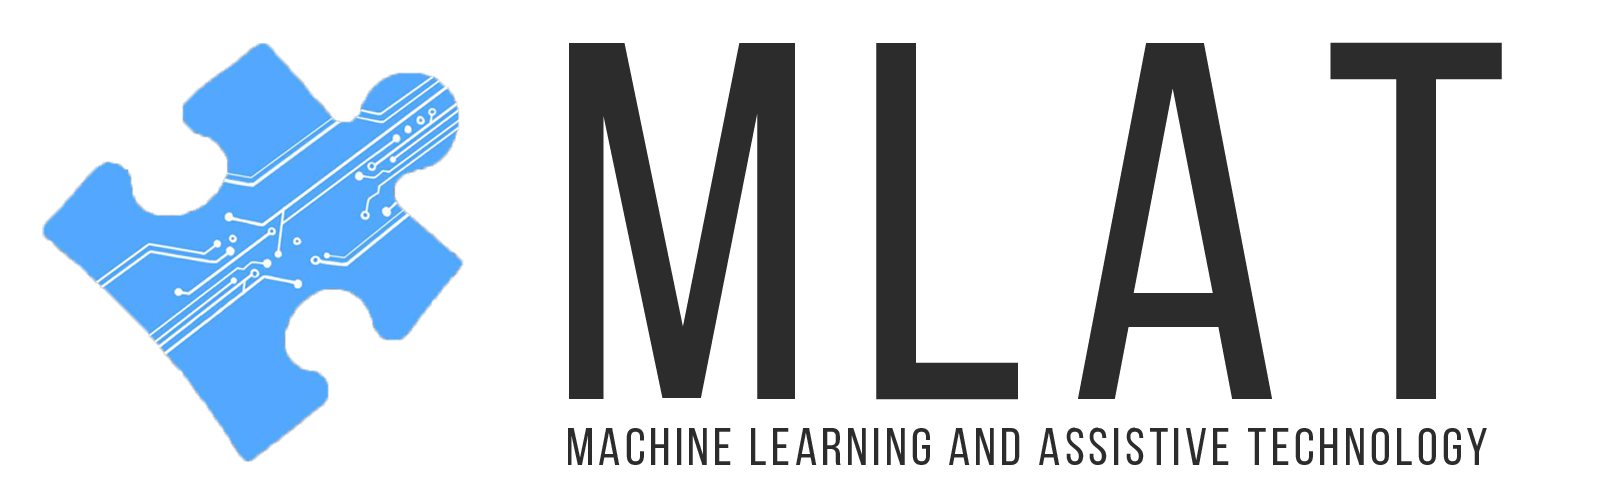 MLAT
MACHINE LEARNING AND ASSISTIVE TECHNOLOGY